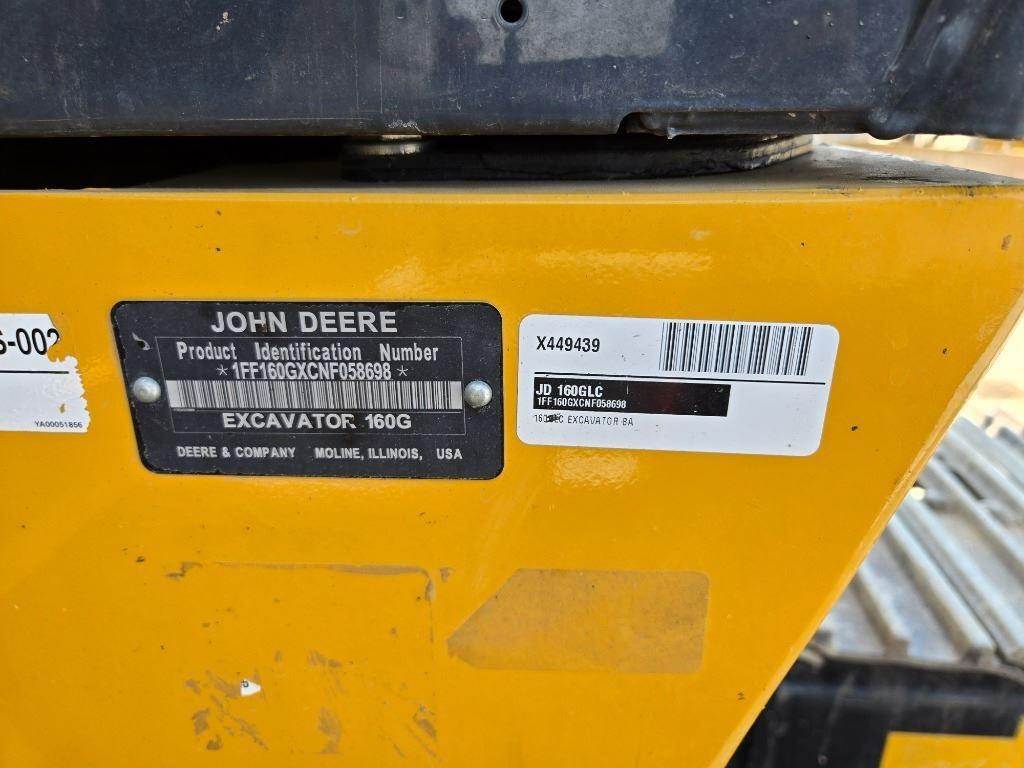 6-002
YA00051856
JOHN DEERE
Product Identification Number
*1FF160GXCNF058698*
EXCAVATOR 160G
DEERE & COMPANY MOLINE, ILLINOIS, USA
X449439
JD 160GLC
1FF160GXCNF058698
EXCAVATOR BA